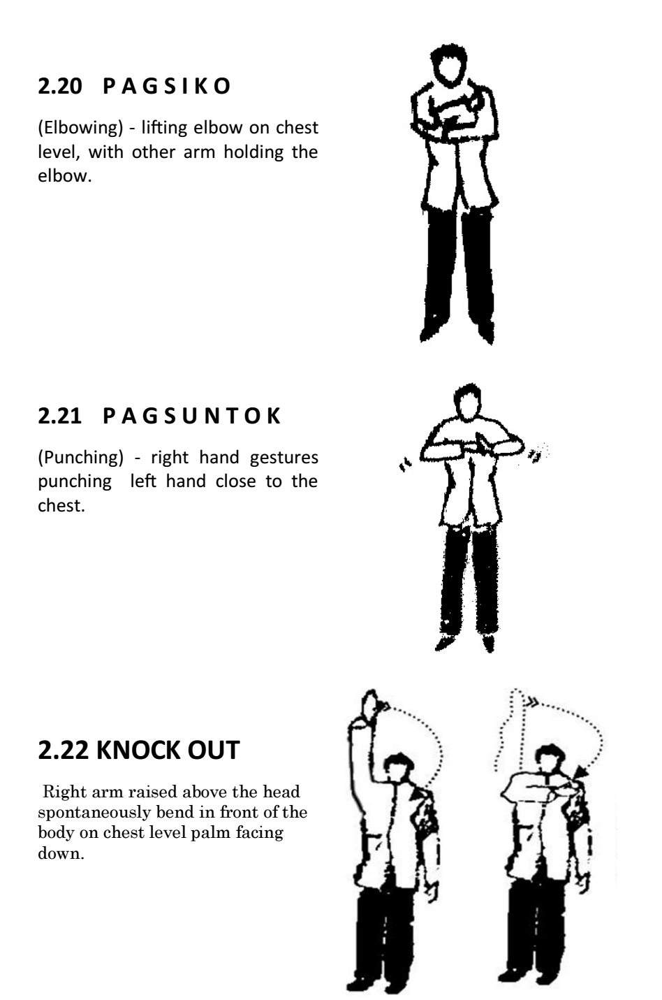 2.20 PAGSIKO
(Elbowing) - lifting elbow on chest
level, with other arm holding the
elbow.
2.21 PAGSUNTOK
(Punching) - right hand gestures
punching left hand close to the
chest.
2.22 KNOCK OUT
Right arm raised above the head
spontaneously bend in front of the
body on chest level palm facing
down.